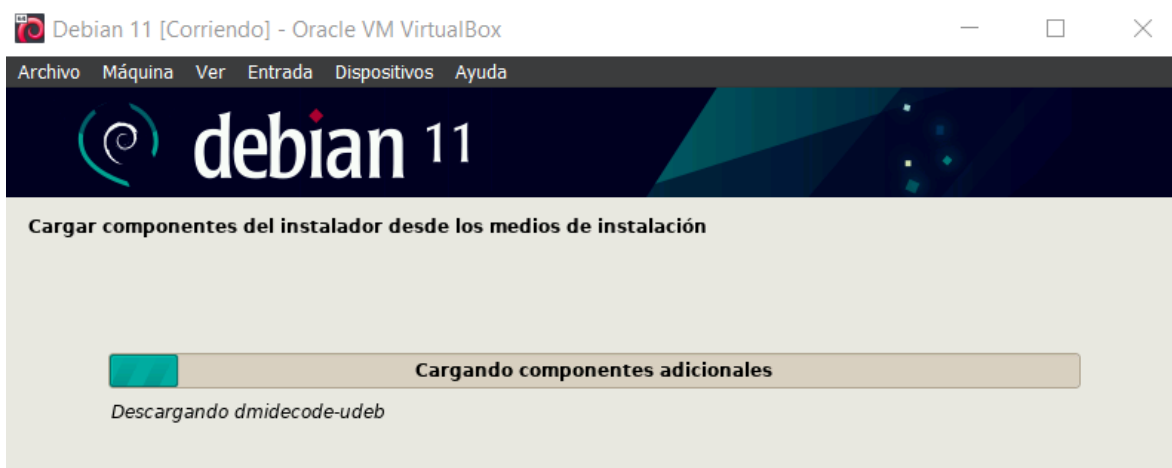 Debian 11 [Corriendo] - Oracle VM VirtualBox
Archivo Máquina Ver Entrada Dispositivos Ayuda
debian 11
Cargar componentes del instalador desde los medios de instalación
Cargando componentes adicionales
Descargando dmidecode-udeb